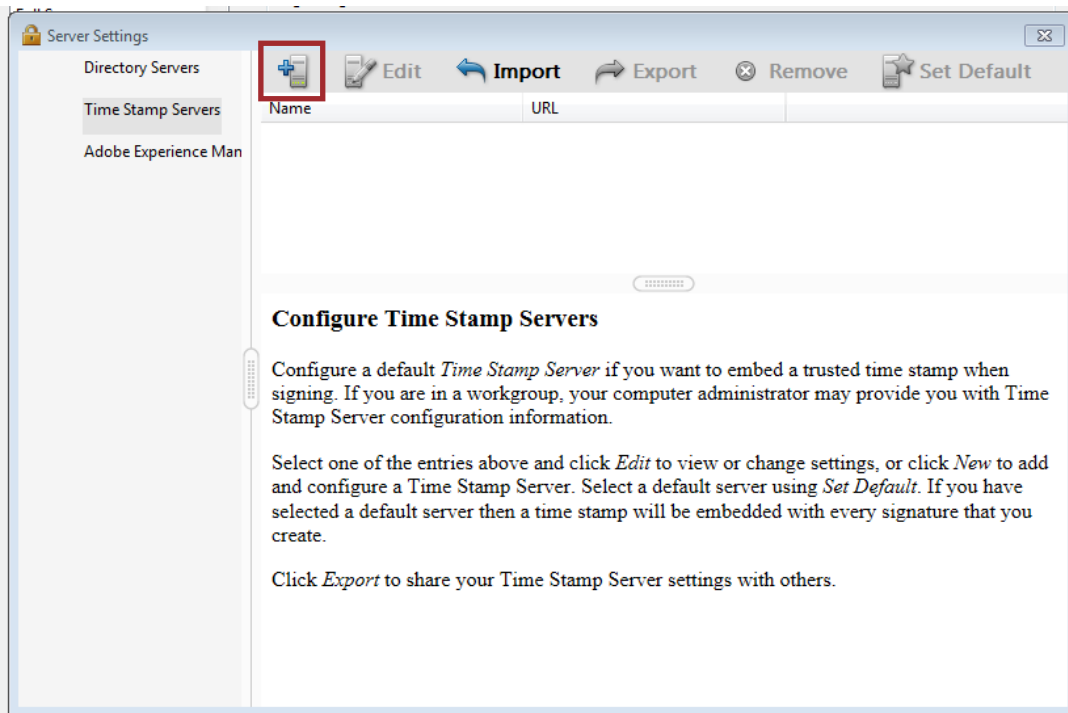 Server Settings
Directory Servers
Edit
Import
Export
Remove
Set Default
Time Stamp Servers
Name
URL
Adobe Experience Man
Configure Time Stamp Servers
Configure a default Time Stamp Server if you want to embed a trusted time stamp when
signing. If you are in a workgroup, your computer administrator may provide you with Time
Stamp Server configuration information.
Select one of the entries above and click Edit to view or change settings, or click New to add
and configure a Time Stamp Server. Select a default server using Set Default. If you have
selected a default server then a time stamp will be embedded with every signature that you
create.
Click Export to share your Time Stamp Server settings with others.